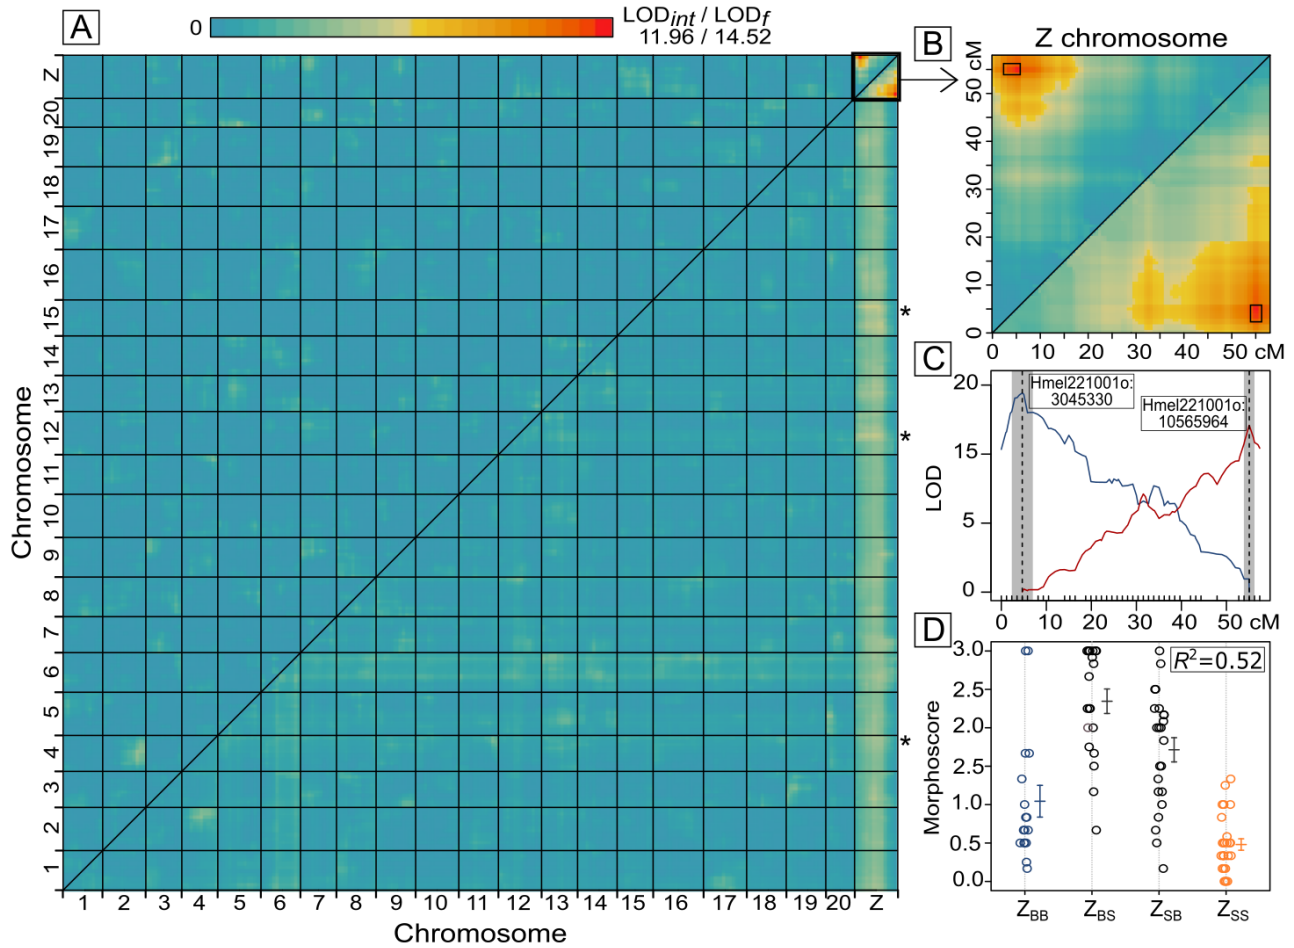 A
0
LODint / LODf
11.96 / 14.52
Z
20
19
18
17
16
15
14
13
12
11
10
9
8
7
6
5
4
3
2
1
*
*
*
Chromosome
1 2 3 4 5 6 7 8 9 10 11 12 13 14 15 16 17 18 19 20 Z
Chromosome
B
Z chromosome
cM
50
40
30
20
10
0
0 10 20 30 40 50 cM
C
20
15
5
0
LOD
Hmel221001o:
3045330
Hmel221001o:
10565964
0 10 20 30 40 50 cM
D
R²=0.52
3.0
2.5
2.0
2.5
1.0
0.5
0.0
Morphoscore
ZBB ZBS ZSB ZSS